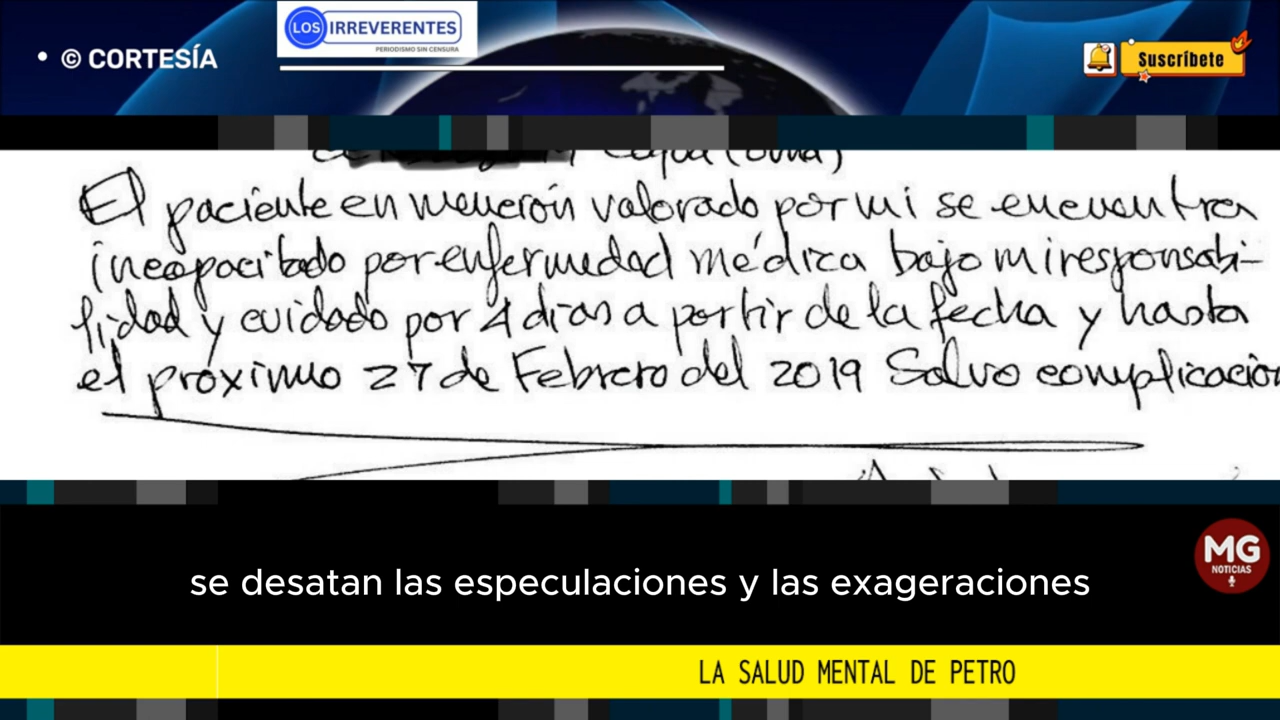 • © CORTESÍA
LOS IRREVERENTES
PERIODISMO SIN CENSURA
Suscríbete
El paciente en mención valorado por mi se encuentra
incapacitado por enfermedad médica bajo mi responsabi-
lidad y cuidado por 4 dias a partir de la fecha y hasta
el próximo 27 de Febrero del 2019 Salvo complicacion
se desatan las especulaciones y las exageraciones
MG
NOTICIAS
LA SALUD MENTAL DE PETRO